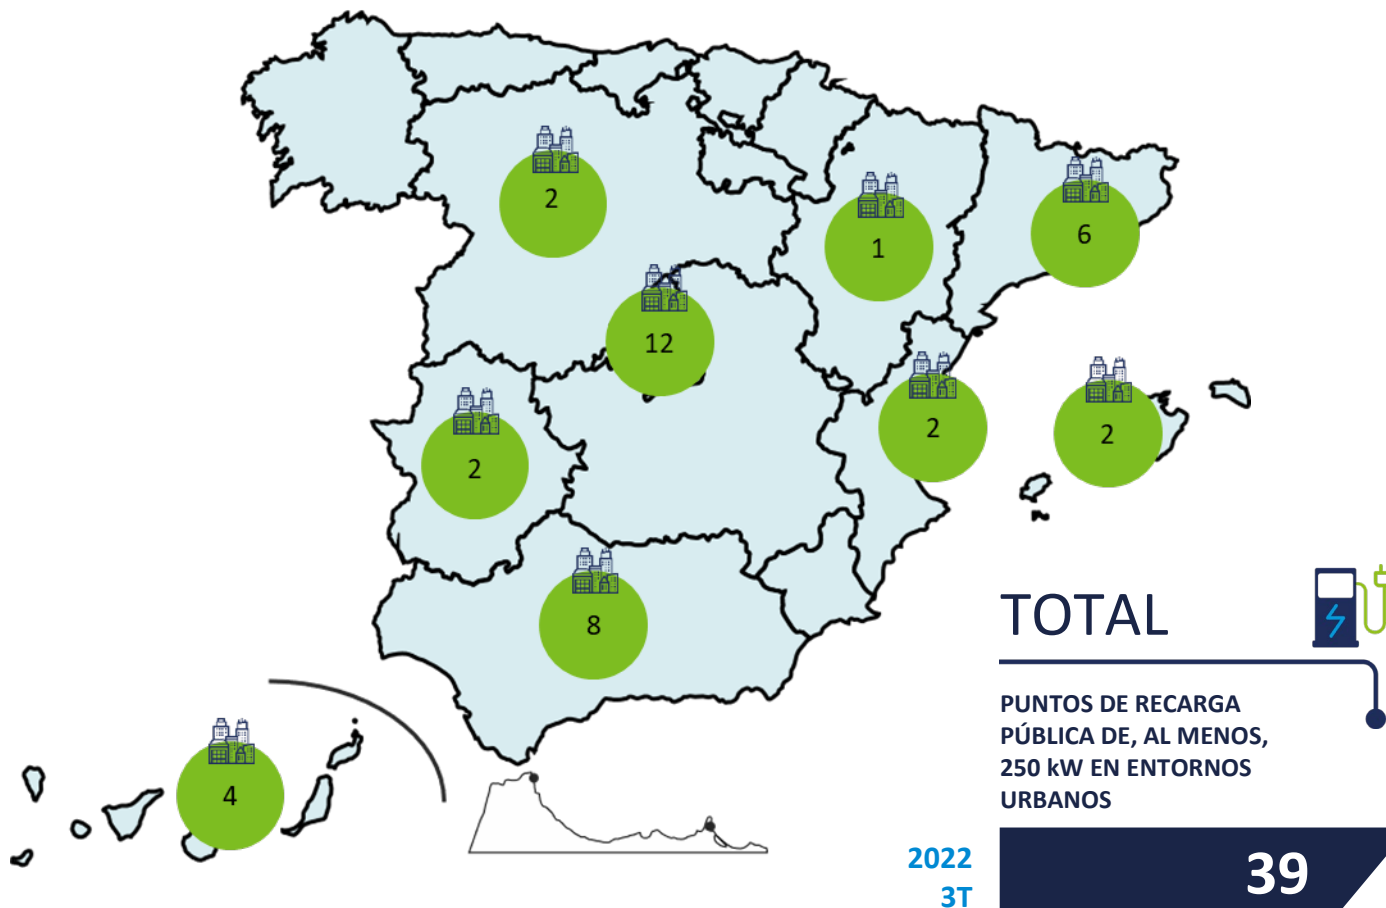 2
1
6
12
2
2
2
8
4
TOTAL
PUNTOS DE RECARGA
PÚBLICA DE, AL MENOS,
250 kW EN ENTORNOS
URBANOS
2022
3T
39